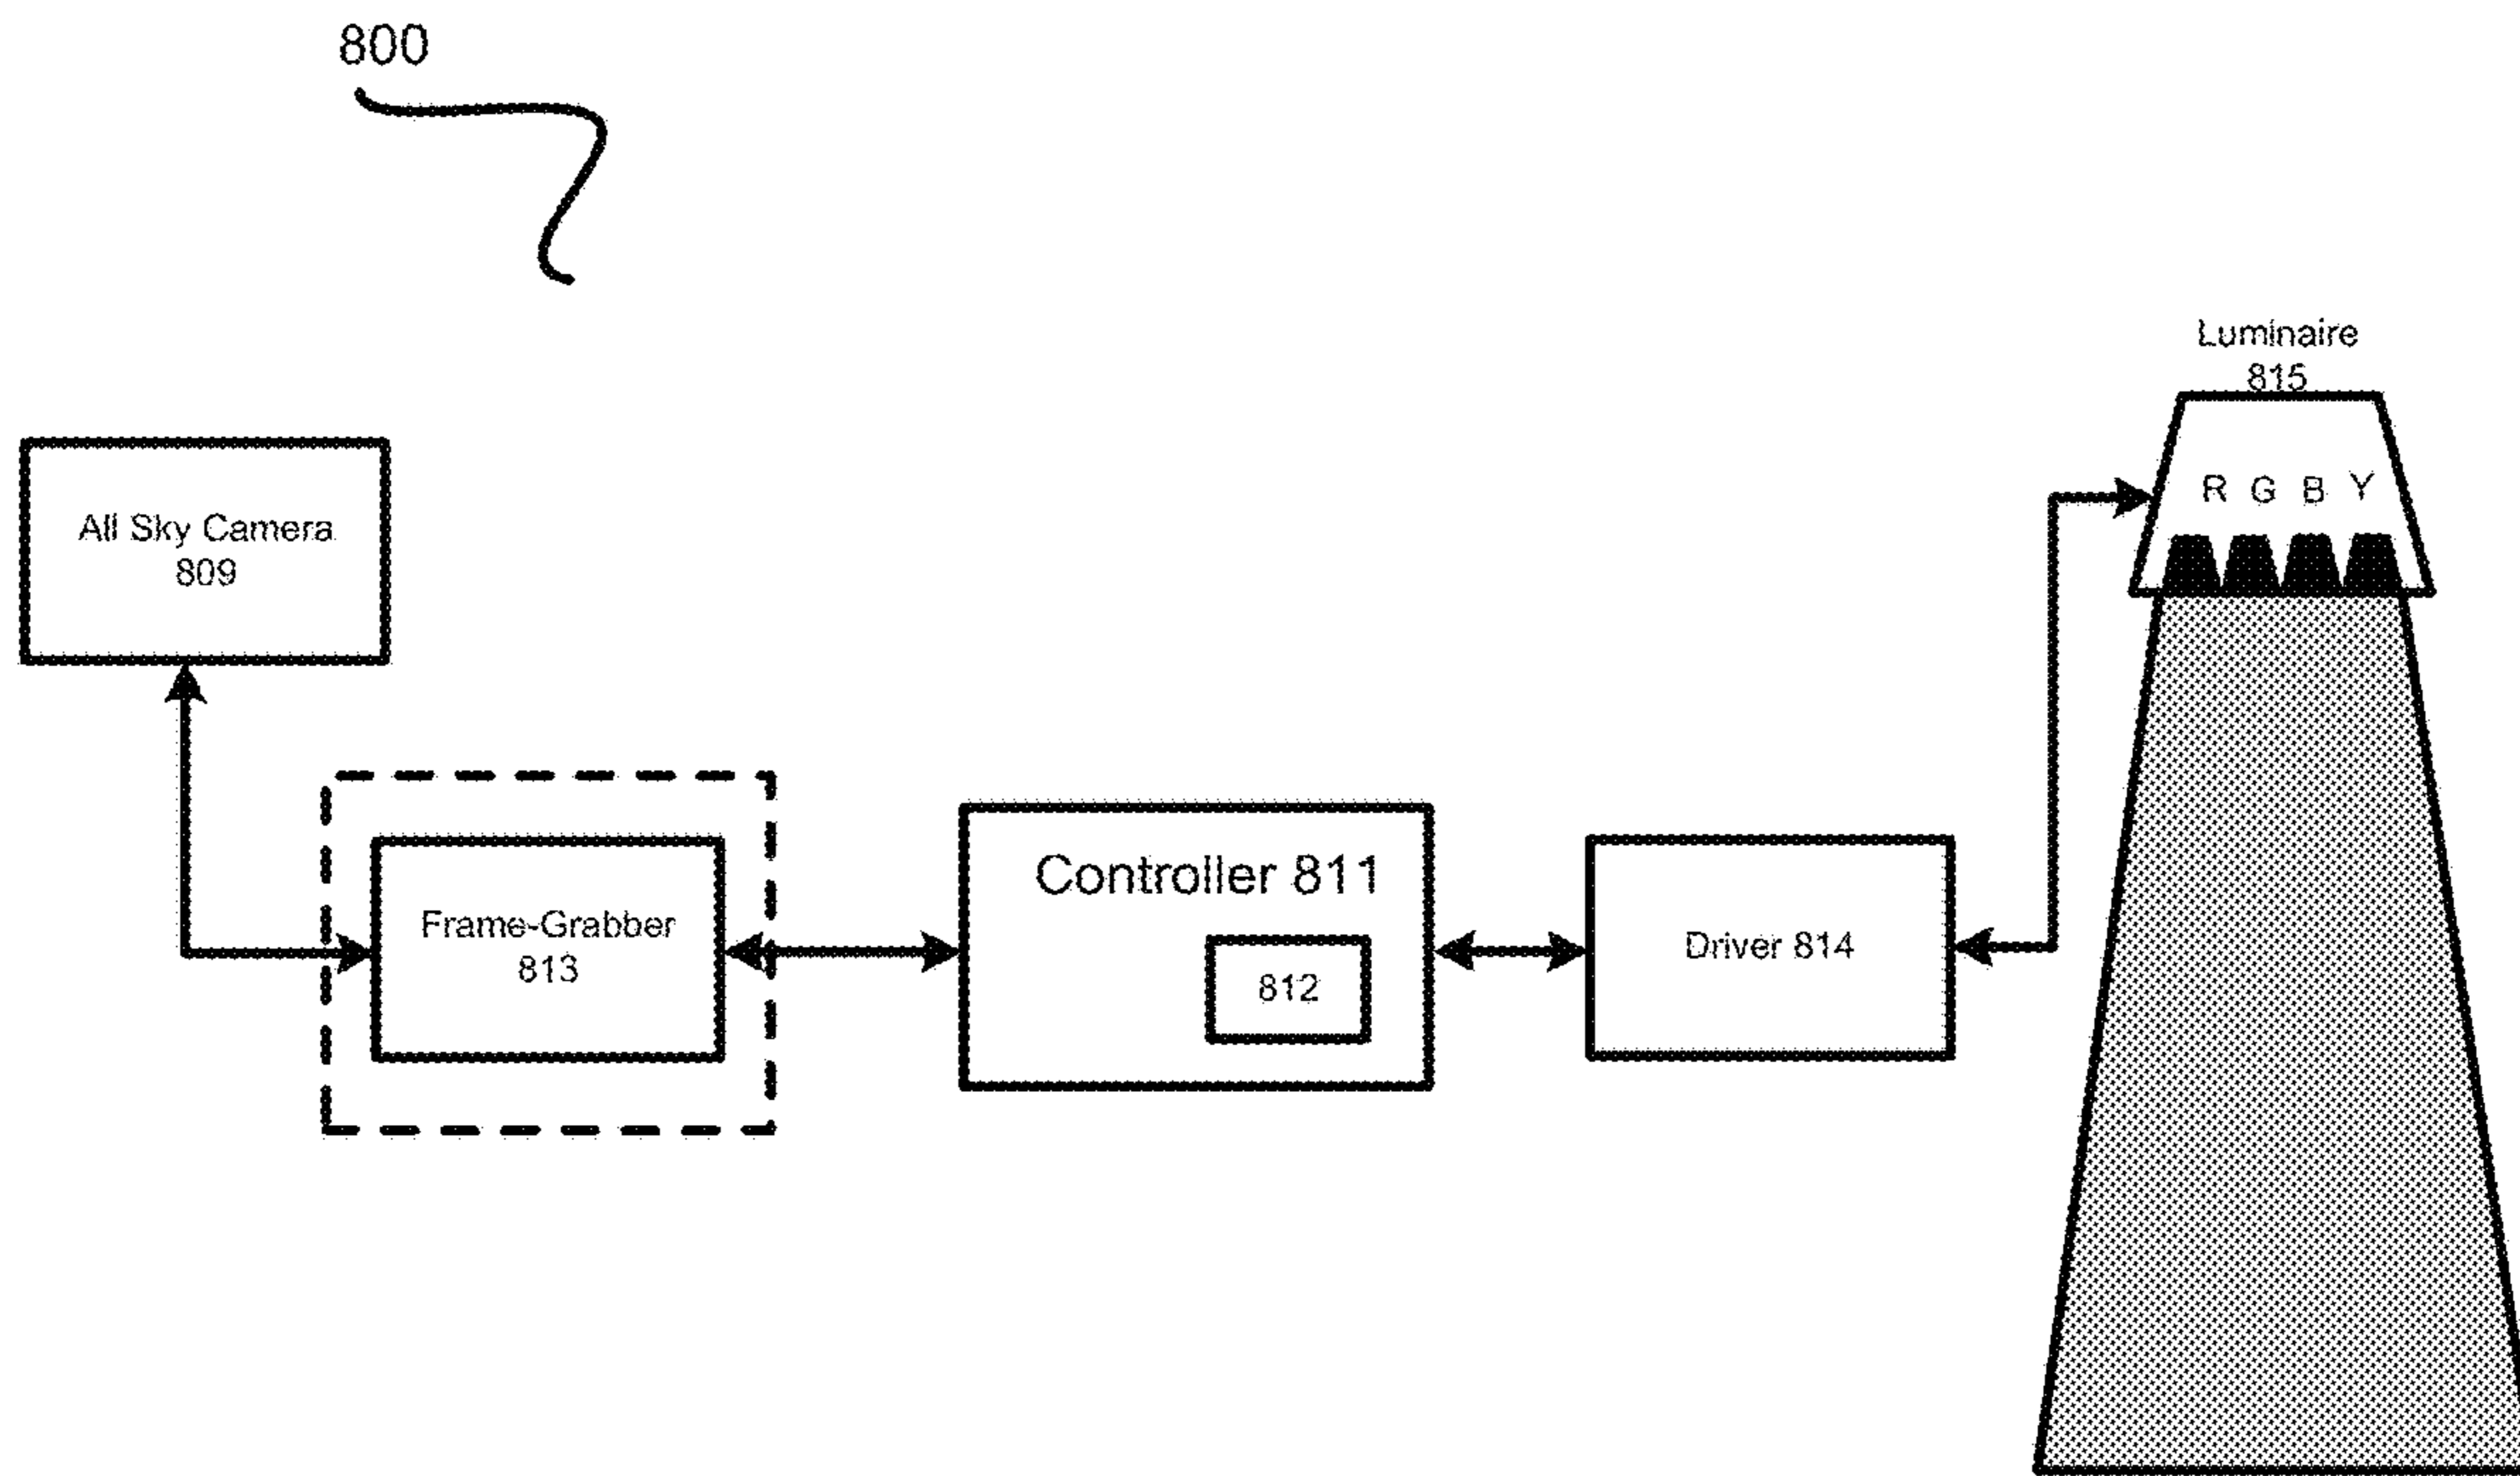 800
Luminaire
815
R G B Y
All Sky Camera
809
Frame-Grabber
813
Controller 811
812
Driver 814